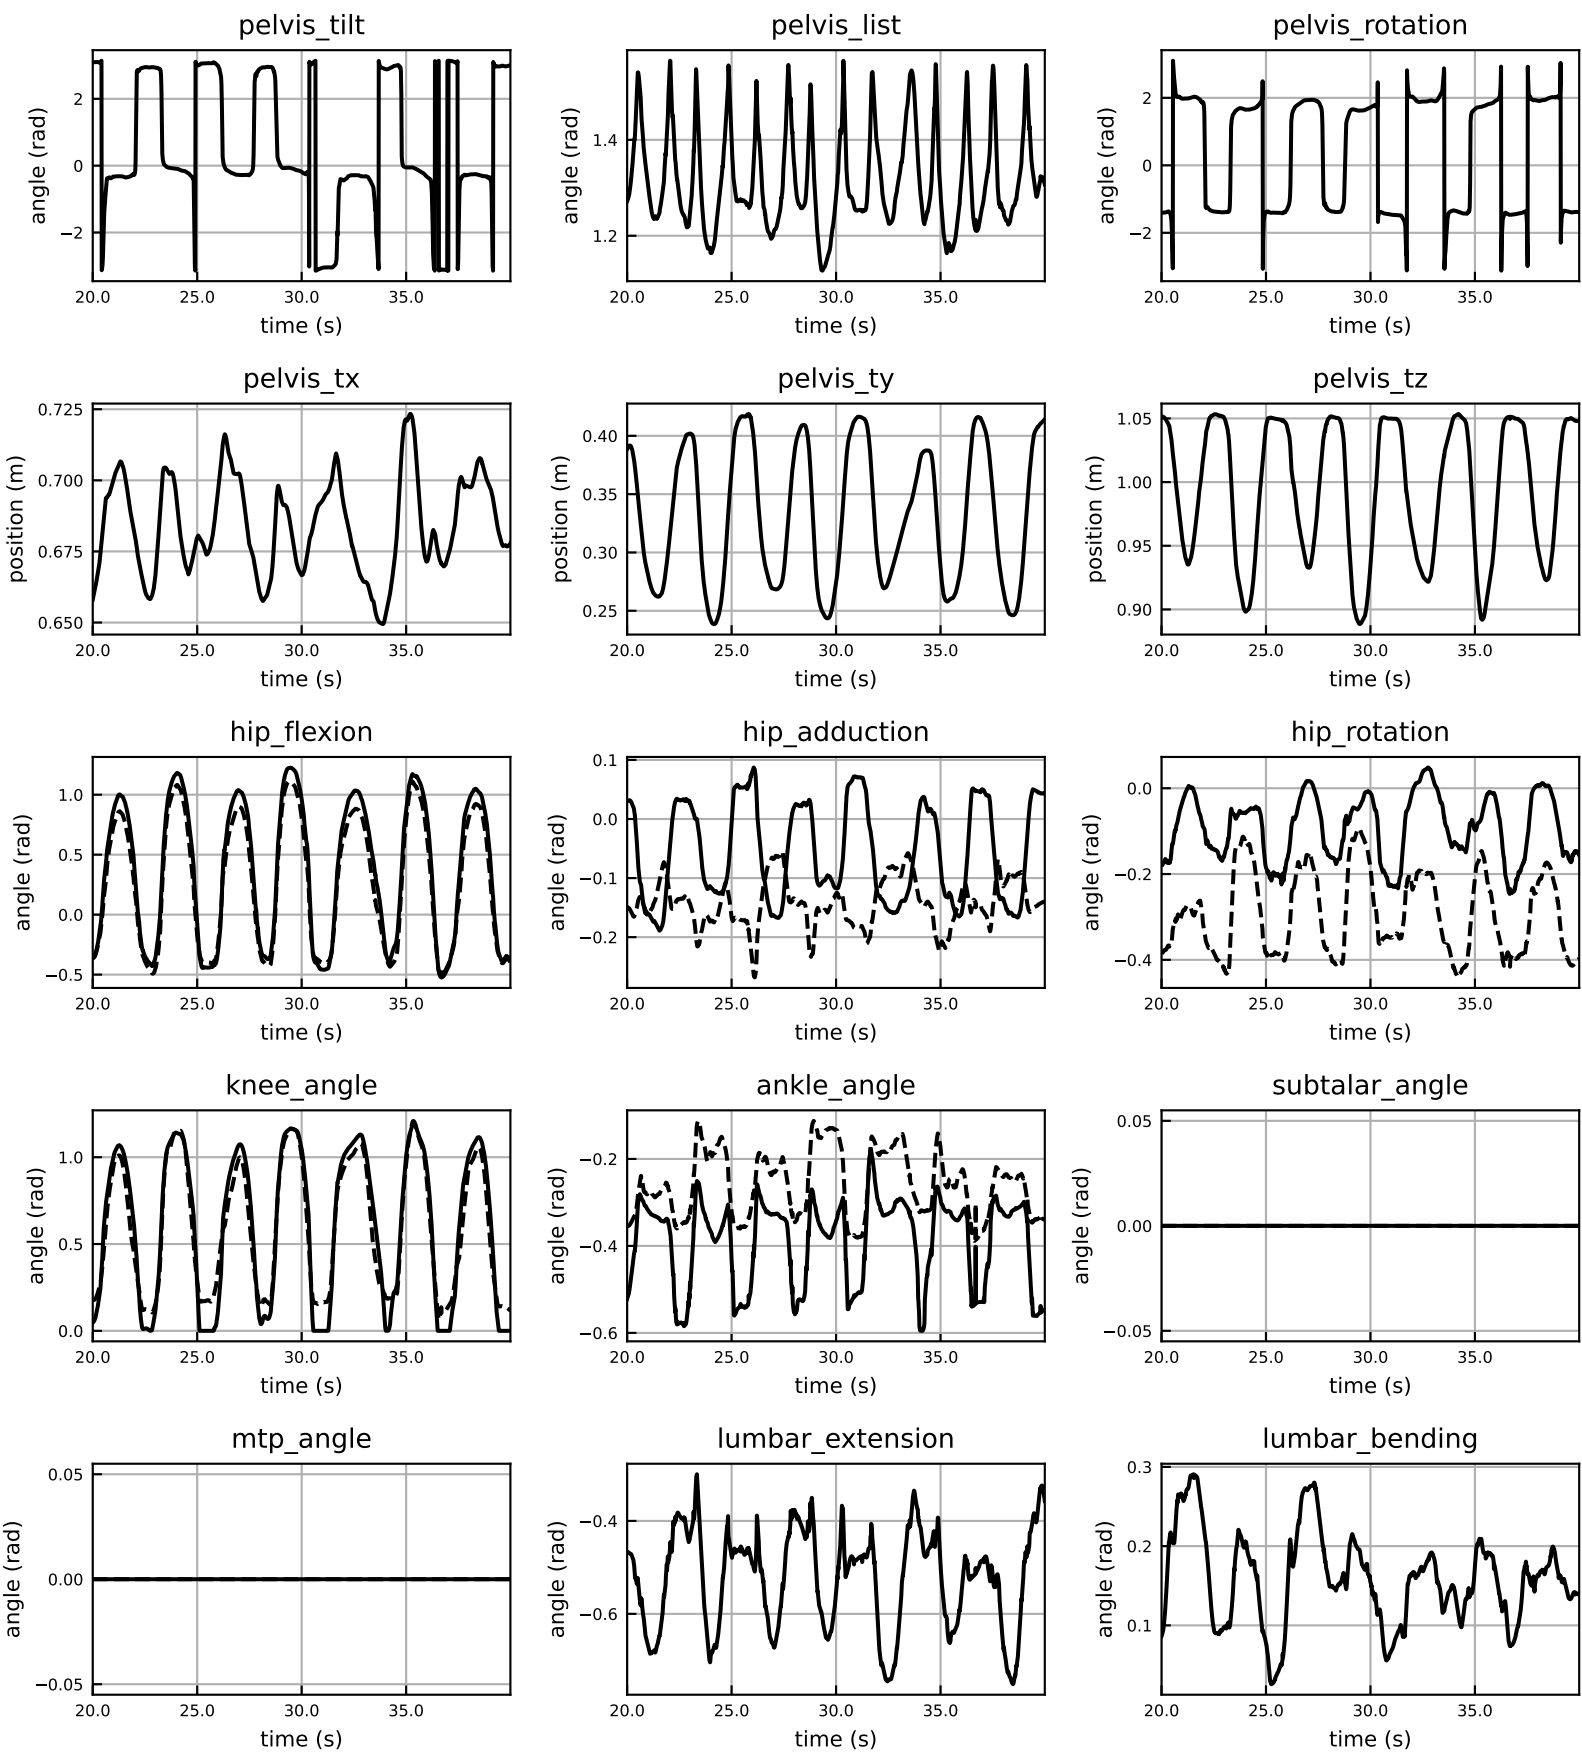 pelvis_tilt pelvis_list pelvis_rotation
angle (rad) 2 0 −2 angle (rad) 1.4 1.2 angle (rad) 2 0 −2
20.0 25.0 30.0 35.0 20.0 25.0 30.0 35.0 20.0 25.0 30.0 35.0
time (s) time (s) time (s)
pelvis_tx pelvis_ty pelvis_tz
position (m) 0.725 0.700 0.675 0.650 position (m) 0.40 0.35 0.30 0.25 position (m) 1.05 1.00 0.95 0.90
20.0 25.0 30.0 35.0 20.0 25.0 30.0 35.0 20.0 25.0 30.0 35.0
time (s) time (s) time (s)
hip_flexion hip_adduction hip_rotation
angle (rad) 1.0 0.5 0.0 −0.5 angle (rad) 0.1 0.0 −0.1 −0.2 angle (rad) 0.0 −0.2 −0.4
20.0 25.0 30.0 35.0 20.0 25.0 30.0 35.0 20.0 25.0 30.0 35.0
time (s) time (s) time (s)
knee_angle ankle_angle subtalar_angle
angle (rad) 1.0 0.5 0.0 angle (rad) −0.2 −0.4 −0.6 angle (rad) 0.05 0.00 −0.05
20.0 25.0 30.0 35.0 20.0 25.0 30.0 35.0 20.0 25.0 30.0 35.0
time (s) time (s) time (s)
mtp_angle lumbar_extension lumbar_bending
angle (rad) 0.05 0.00 −0.05 angle (rad) −0.4 −0.6 angle (rad) 0.3 0.2 0.1
20.0 25.0 30.0 35.0 20.0 25.0 30.0 35.0 20.0 25.0 30.0 35.0
time (s) time (s) time (s)